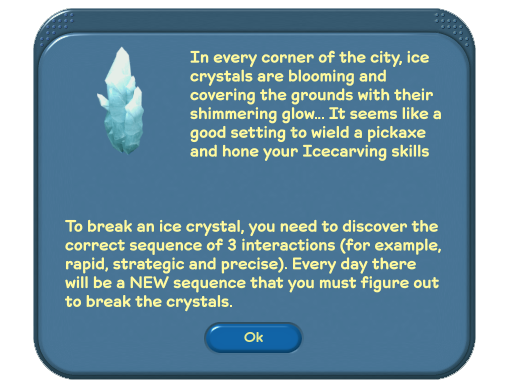 In every corner of the city, ice
crystals are blooming and
covering the grounds with their
shimmering glow... It seems like a
good setting to wield a pickaxe
and hone your Icecarving skills
To break an ice crystal, you need to discover the
correct sequence of 3 interactions (for example,
rapid, strategic and precise). Every day there
will be a NEW sequence that you must figure out
to break the crystals.
Ok